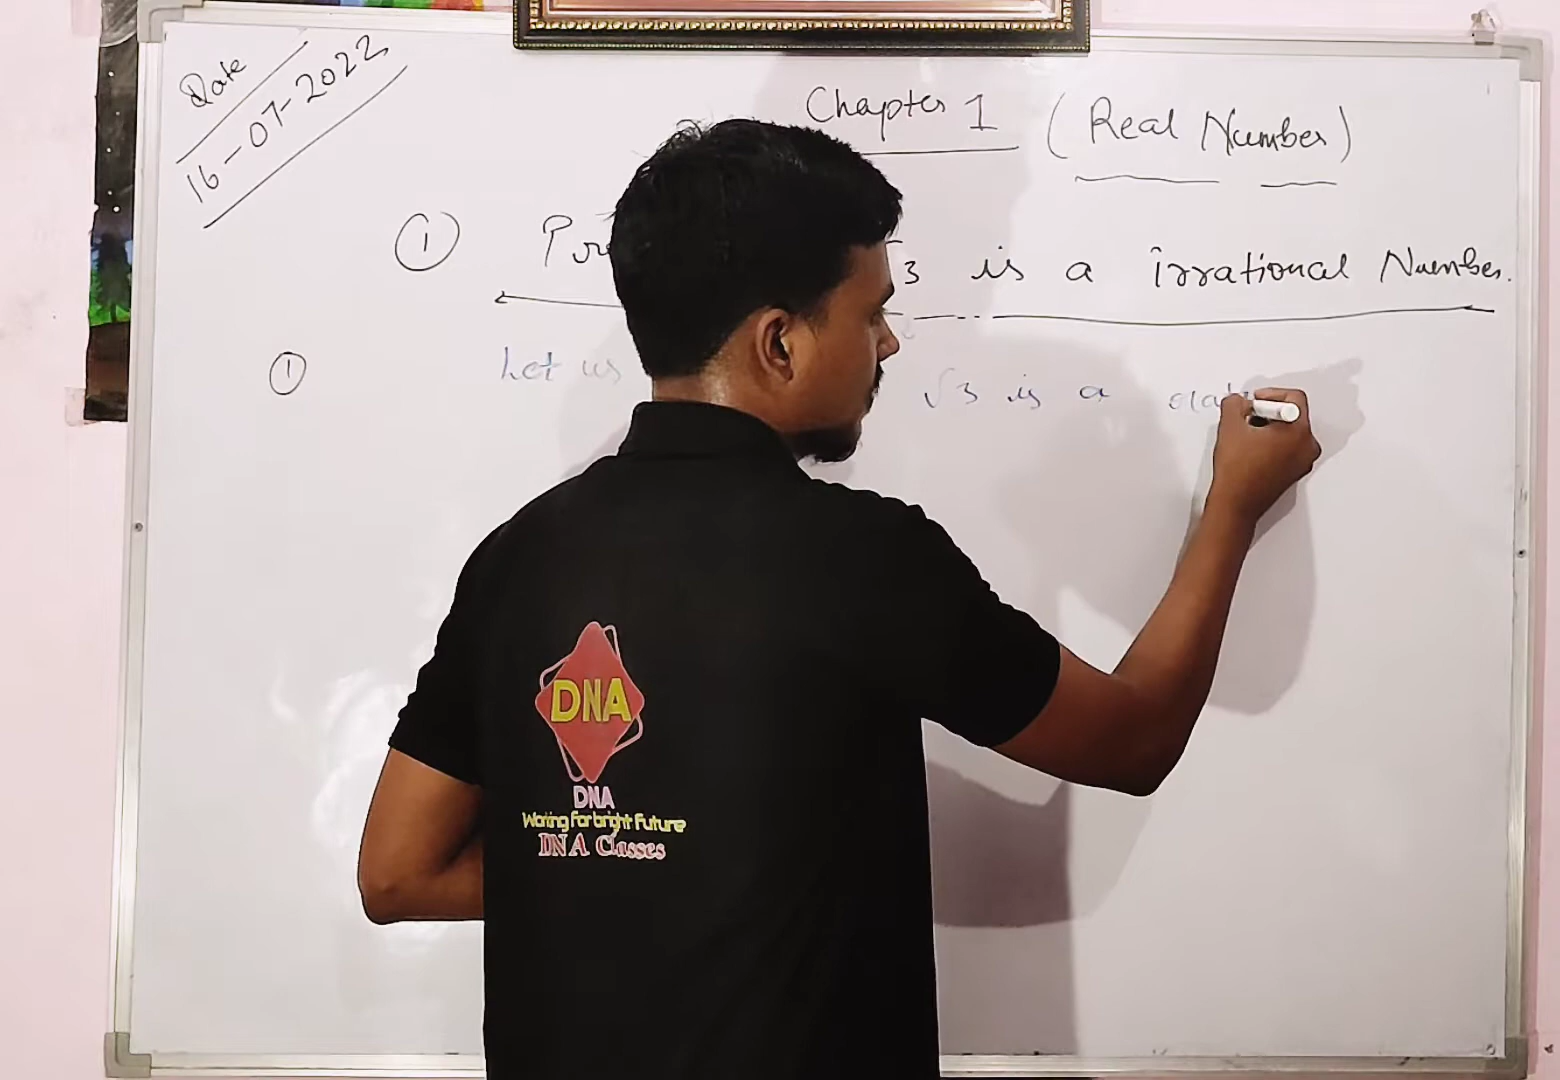 Date
16-07-2022
Chapter 1 (Real Number)
① √3 is a irrational Number.
① Let us √3 is a
DNA
DNA
Working For bright Future
DNA Classes